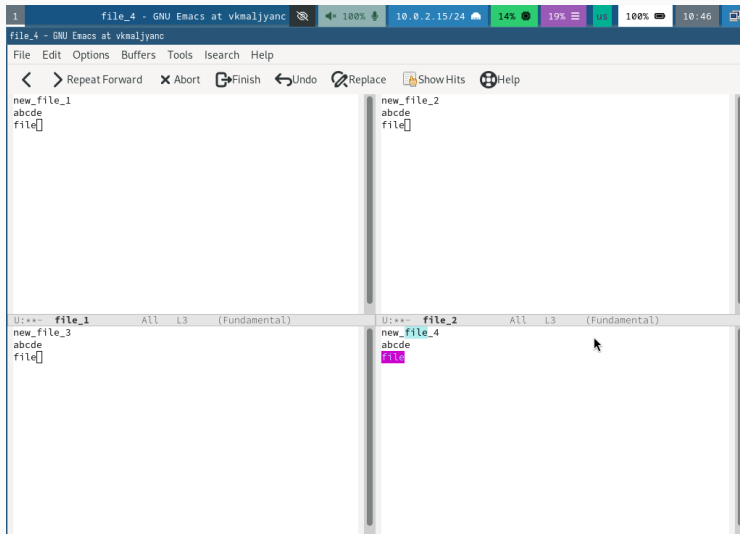 1 file_4 - GNU Emacs at vkmaljyanc 100% 10.0.2.15/24 14% 19% us 100% 10:46
file_4 - GNU Emacs at vkmaljyanc
File Edit Options Buffers Tools Isearch Help
Repeat Forward Abort Finish Undo Replace Show Hits Help
new_file_1
abcde
file
new_file_2
abcde
file
U:**- file_1 All L3 (Fundamental)
U:**- file_2 All L3 (Fundamental)
new_file_3
abcde
file
new_file_4
abcde
file